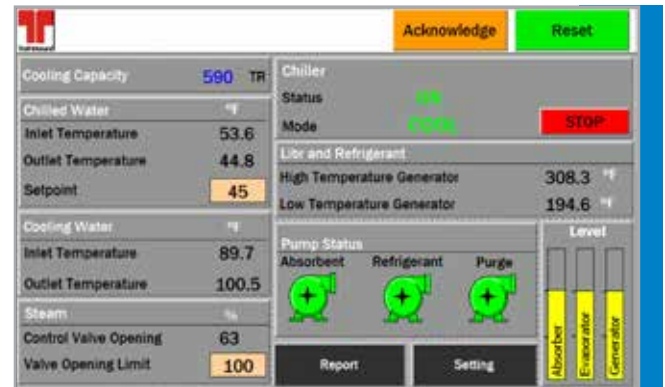 Acknowledge
Reset
Cooling Capacity 590 TR
Chilled Water °F
Inlet Temperature 53.6
Outlet Temperature 44.8
Setpoint 45
Cooling Water °F
Inlet Temperature 89.7
Outlet Temperature 100.5
Steam %
Control Valve Opening 63
Valve Opening Limit 100
Chiller
Status
Mode
STOP
Libr and Refrigerant
High Temperature Generator 308.3 °F
Low Temperature Generator 194.6 °F
Pump Status
Absorbent Refrigerant Purge
Level
Absorber
Evaporator
Generator
Report
Setting